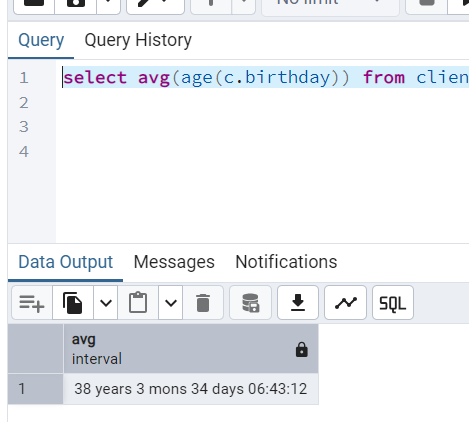 No limit
Query Query History
1 select avg(age(c.birthday)) from clien
2
3
4
Data Output Messages Notifications
SQL
avg
interval
1 38 years 3 mons 34 days 06:43:12